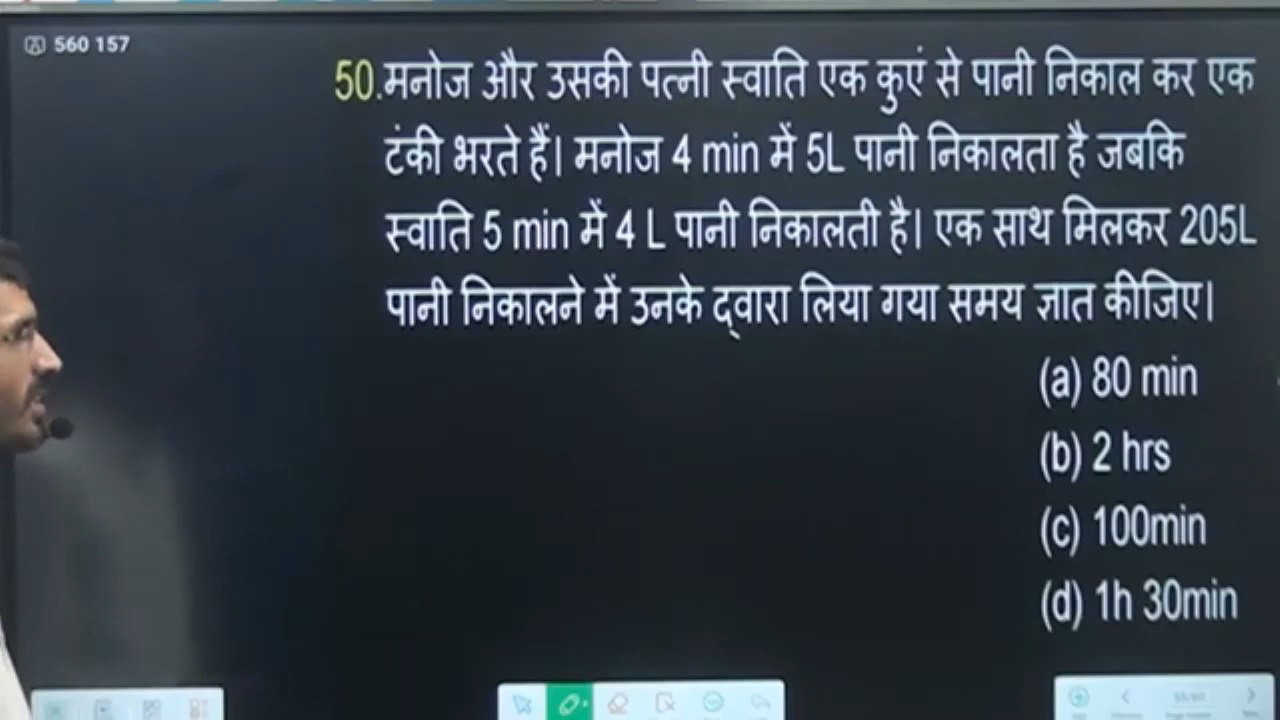 560 157
50.मनोज और उसकी पत्नी स्वाति एक कुएं से पानी निकाल कर एक
टंकी भरते हैं। मनोज 4 min में 5L पानी निकालता है जबकि
स्वाति 5 min में 4 L पानी निकालती है। एक साथ मिलकर 205L
पानी निकालने में उनके द्वारा लिया गया समय ज्ञात कीजिए।
(a) 80 min
(b) 2 hrs
(c) 100min
(d) 1h 30min